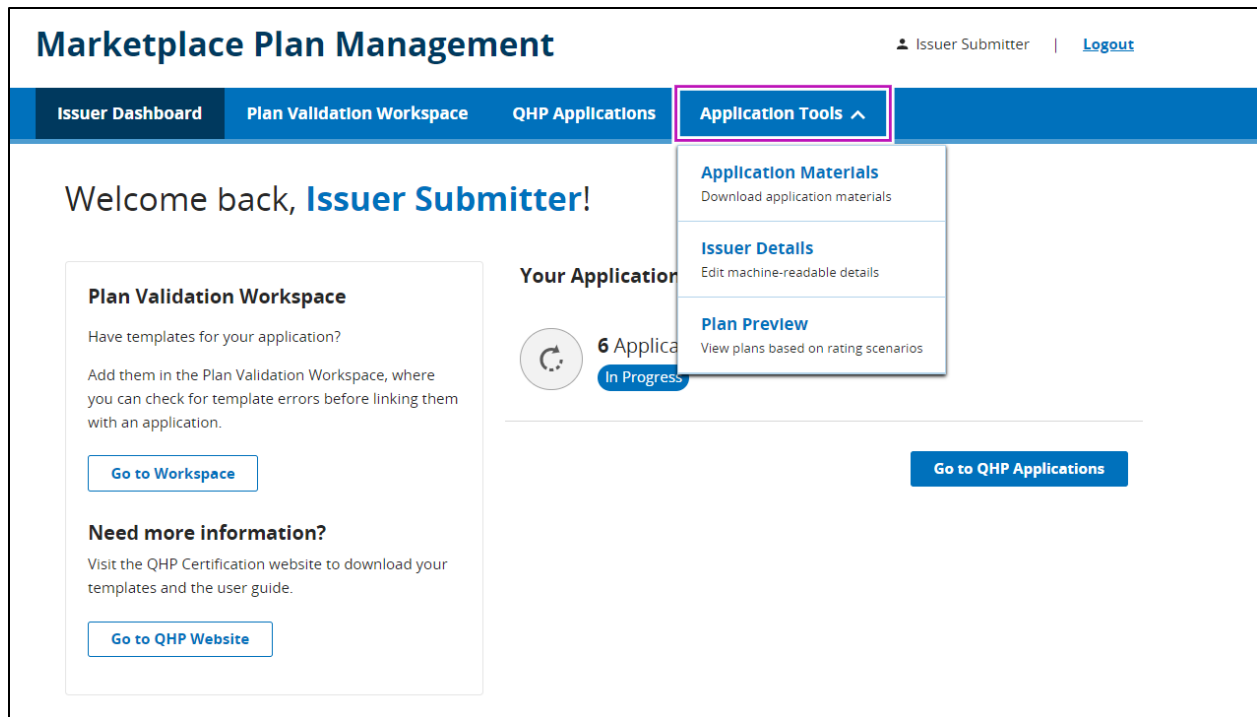 Marketplace Plan Management
Issuer Submitter | Logout
Issuer Dashboard Plan Validation Workspace QHP Applications Application Tools
Application Materials
Download application materials
Issuer Details
Edit machine-readable details
Plan Preview
View plans based on rating scenarios
Welcome back, Issuer Submitter!
Plan Validation Workspace
Have templates for your application?
Add them in the Plan Validation Workspace, where
you can check for template errors before linking them
with an application.
Go to Workspace
Need more information?
Visit the QHP Certification website to download your
templates and the user guide.
Go to QHP Website
Your Application
6 Applica
In Progress
Go to QHP Applications